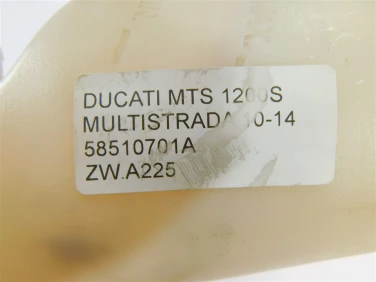 DUCATI MTS 1200S
MULTISTRADA 10-14
58510701A
ZW.A225